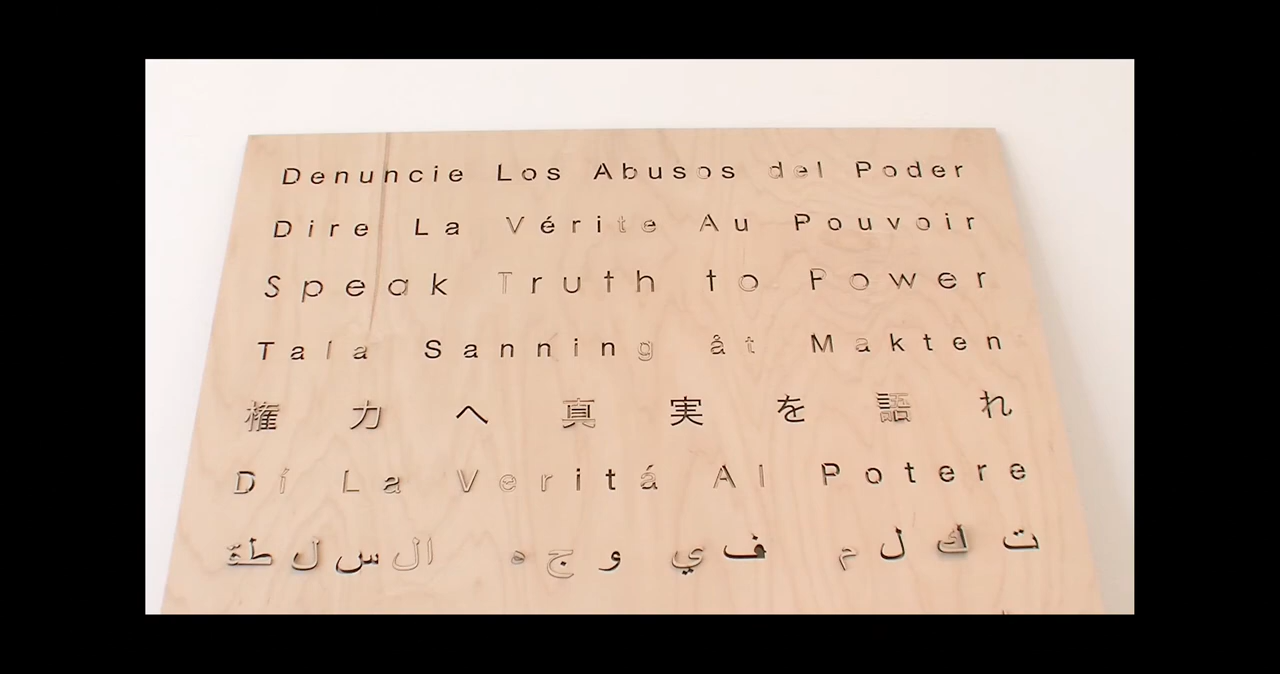 Denuncie Los Abusos del Poder
Dire La Vérite Au Pouvoir
Speak Truth to Power
Tala Sanning åt Makten
権力へ真実を語れ
Dí La Veritá Al Potere
تكلم في وجه السلطة